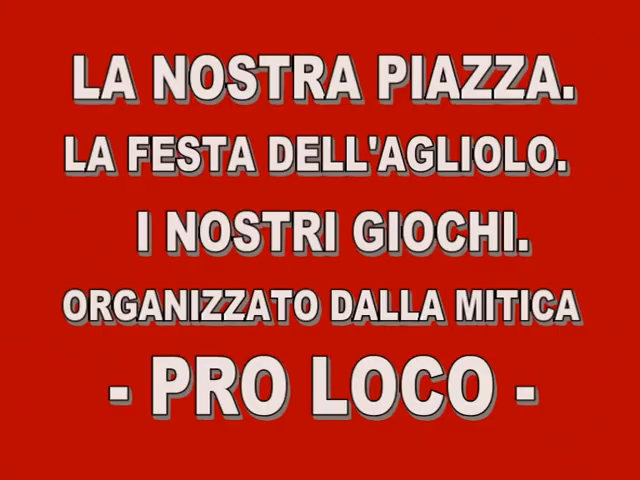 LA NOSTRA PIAZZA.
LA FESTA DELL'AGLIOLO.
I NOSTRI GIOCHI.
ORGANIZZATO DALLA MITICA
- PRO LOCO -